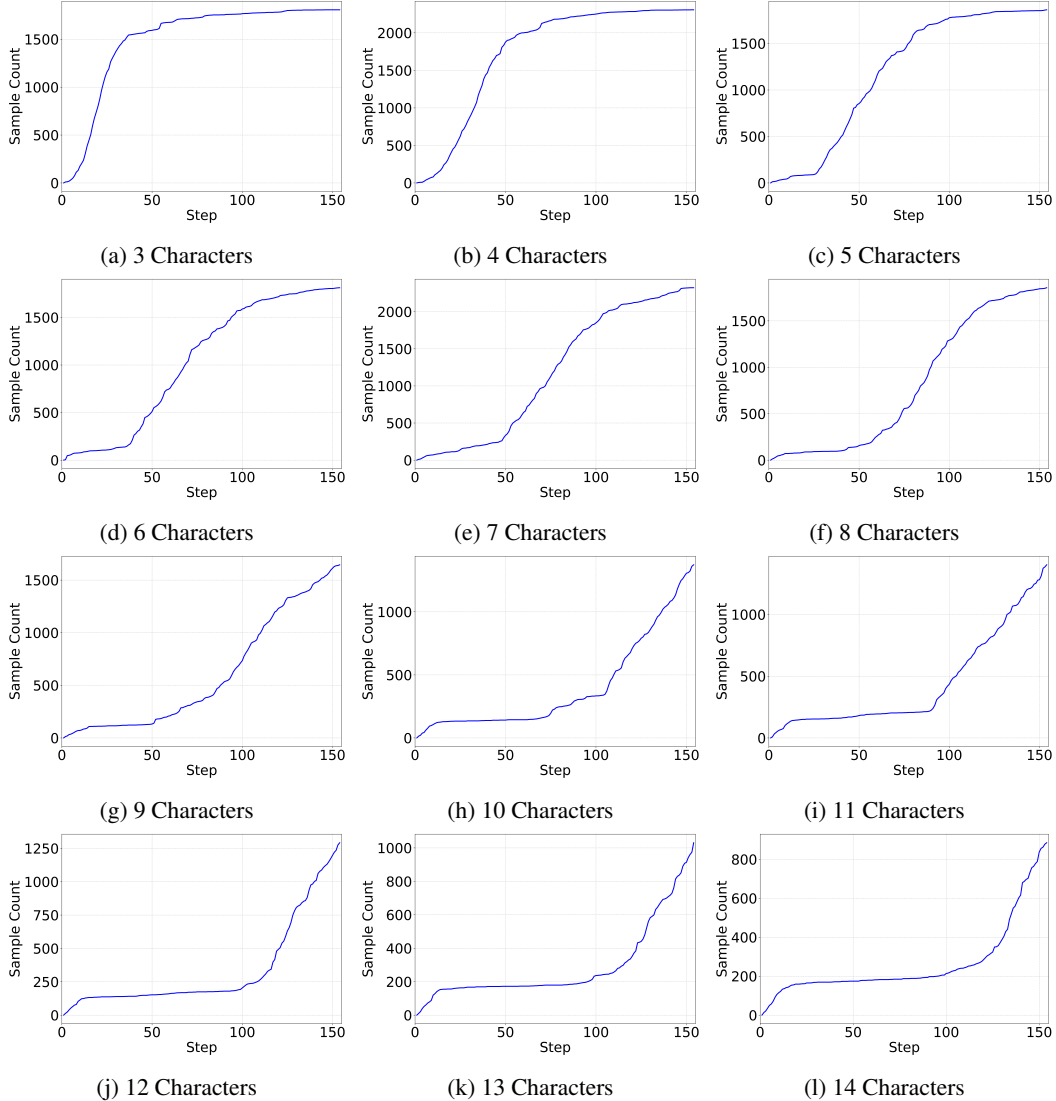 1500
1000
500
0
Sample Count
0 50 100 150
Step
(a) 3 Characters
2000
1500
1000
500
0
Sample Count
0 50 100 150
Step
(b) 4 Characters
1500
1000
500
0
Sample Count
0 50 100 150
Step
(c) 5 Characters
1500
1000
500
0
Sample Count
0 50 100 150
Step
(d) 6 Characters
2000
1500
1000
500
0
Sample Count
0 50 100 150
Step
(e) 7 Characters
1500
1000
500
0
Sample Count
0 50 100 150
Step
(f) 8 Characters
1500
1000
500
0
Sample Count
0 50 100 150
Step
(g) 9 Characters
1000
500
0
Sample Count
0 50 100 150
Step
(h) 10 Characters
1000
500
0
Sample Count
0 50 100 150
Step
(i) 11 Characters
1250
1000
750
500
250
0
Sample Count
0 50 100 150
Step
(j) 12 Characters
1000
800
600
400
200
0
Sample Count
0 50 100 150
Step
(k) 13 Characters
800
600
400
200
0
Sample Count
0 50 100 150
Step
(l) 14 Characters